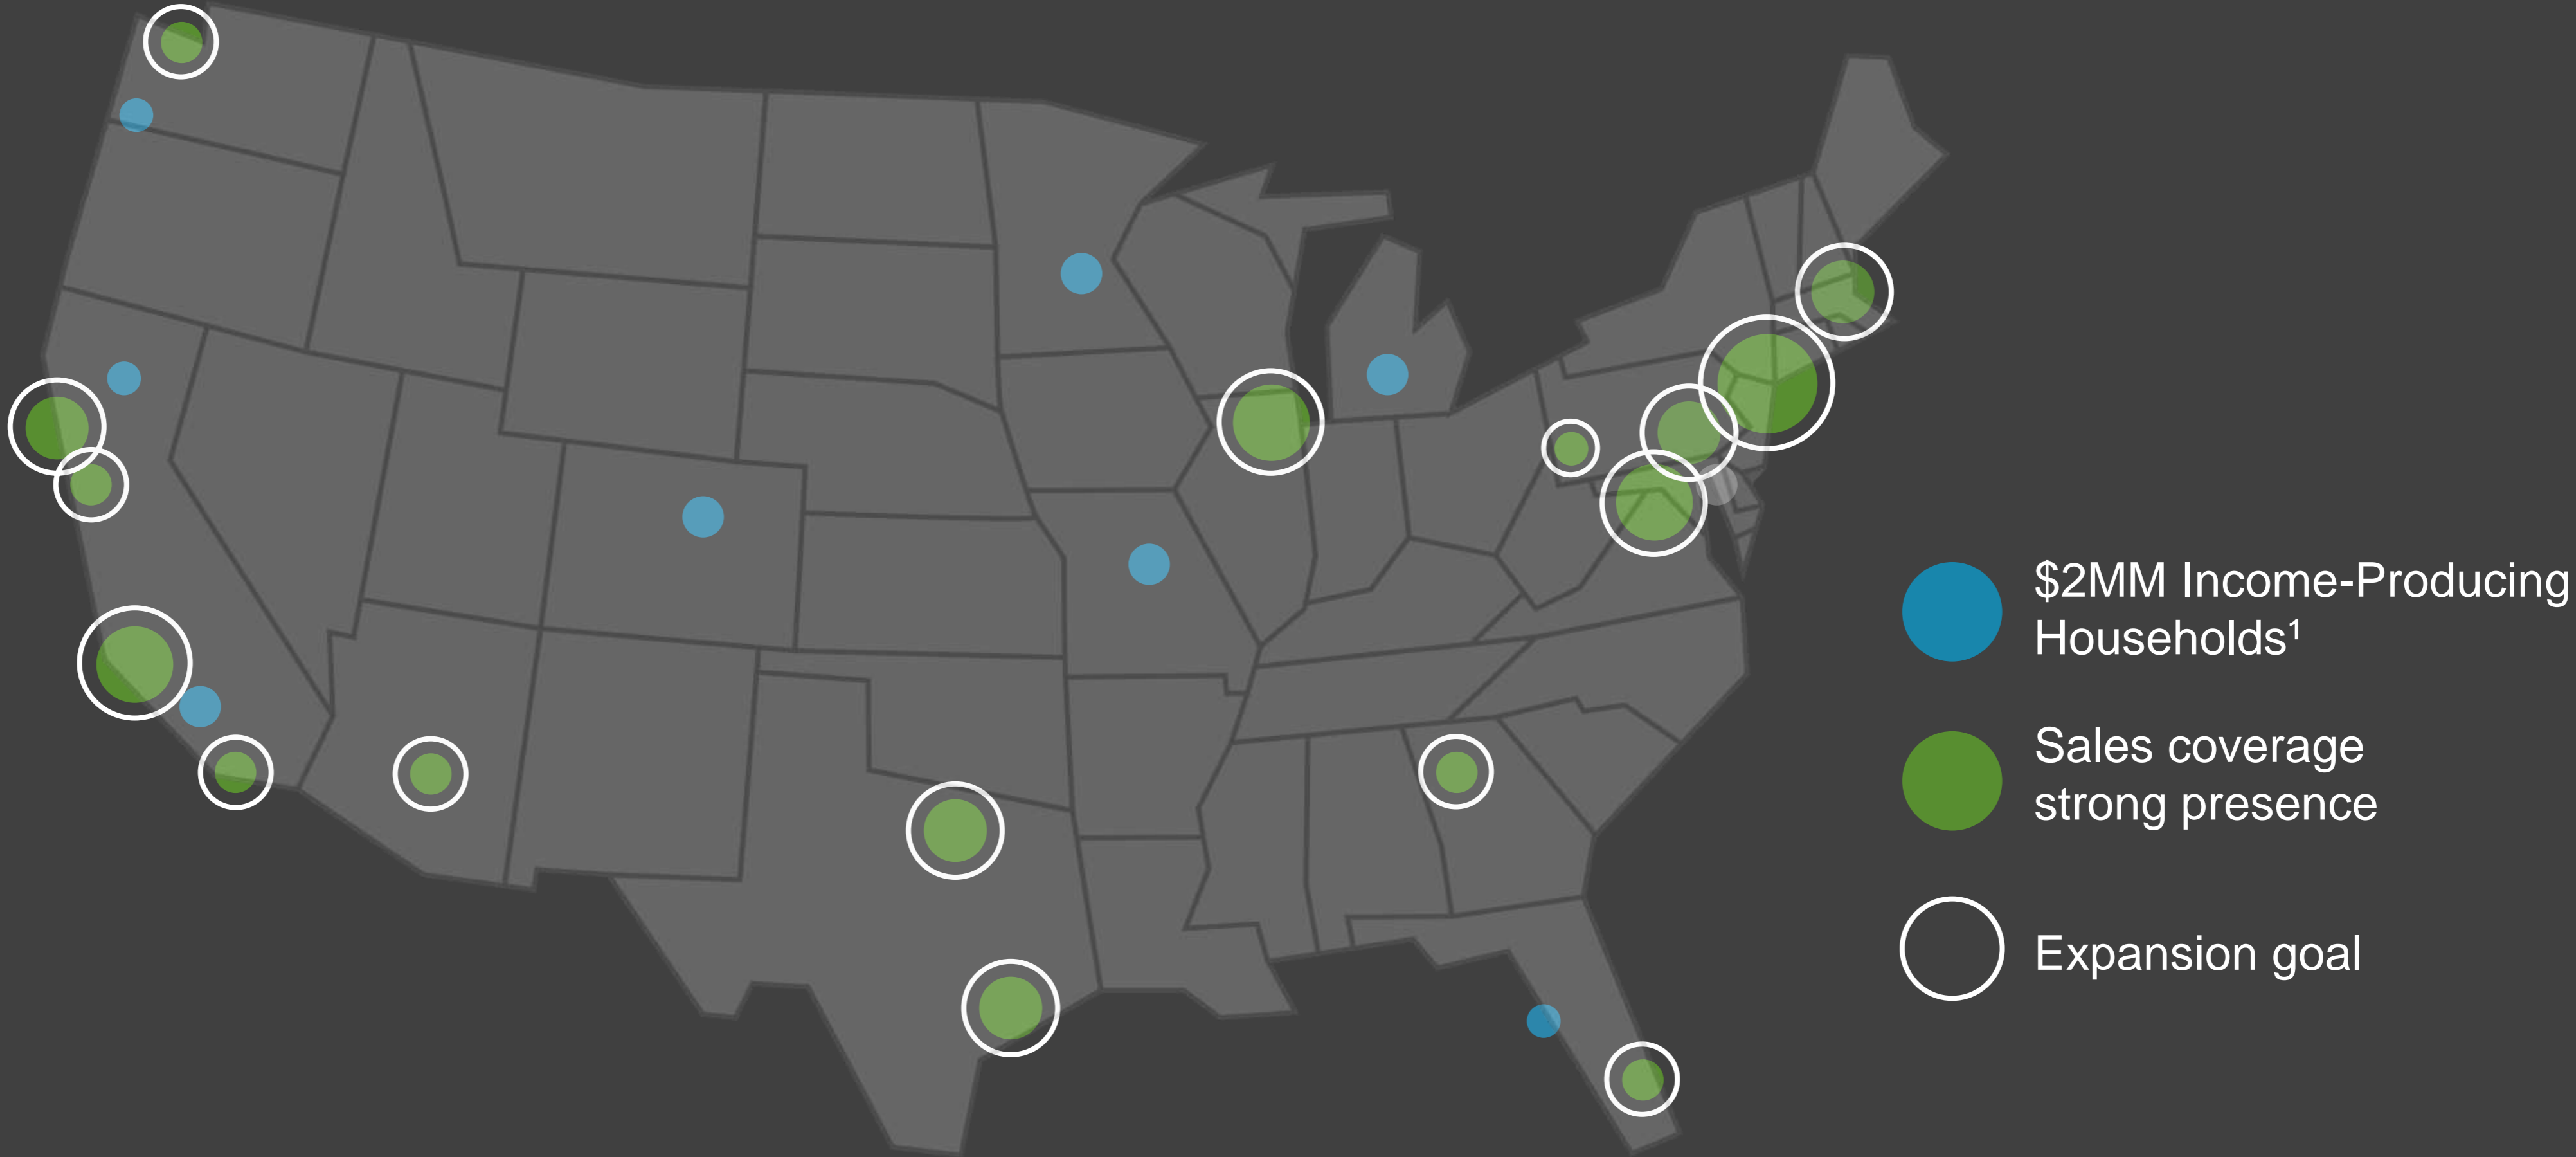 $2MM Income-Producing
Households¹
Sales coverage
strong presence
Expansion goal